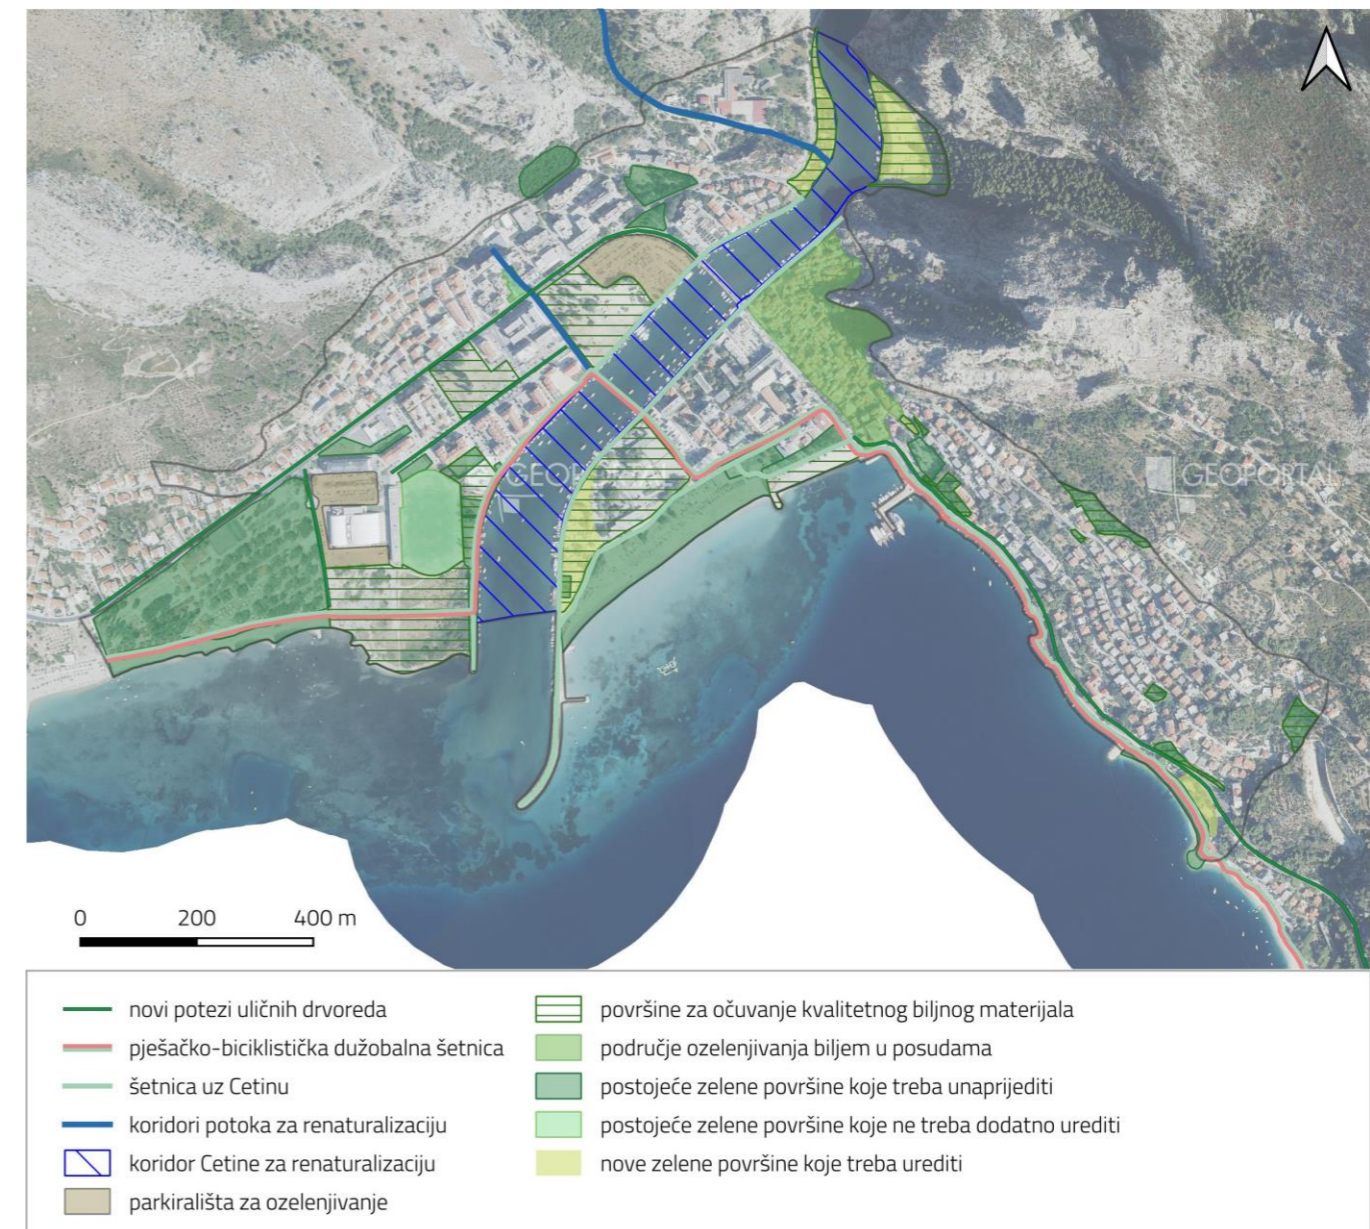 GEOPORTAL
0 200 400 m
novi potezi uličnih drvoreda
pješačko-biciklistička dužobalna šetnica
šetnica uz Cetinu
koridori potoka za renaturalizaciju
koridor Cetine za renaturalizaciju
parkirališta za ozelenjivanje
površine za očuvanje kvalitetnog biljnog materijala
područje ozelenjivanja biljem u posudama
postojeće zelene površine koje treba unaprijediti
postojeće zelene površine koje ne treba dodatno urediti
nove zelene površine koje treba urediti